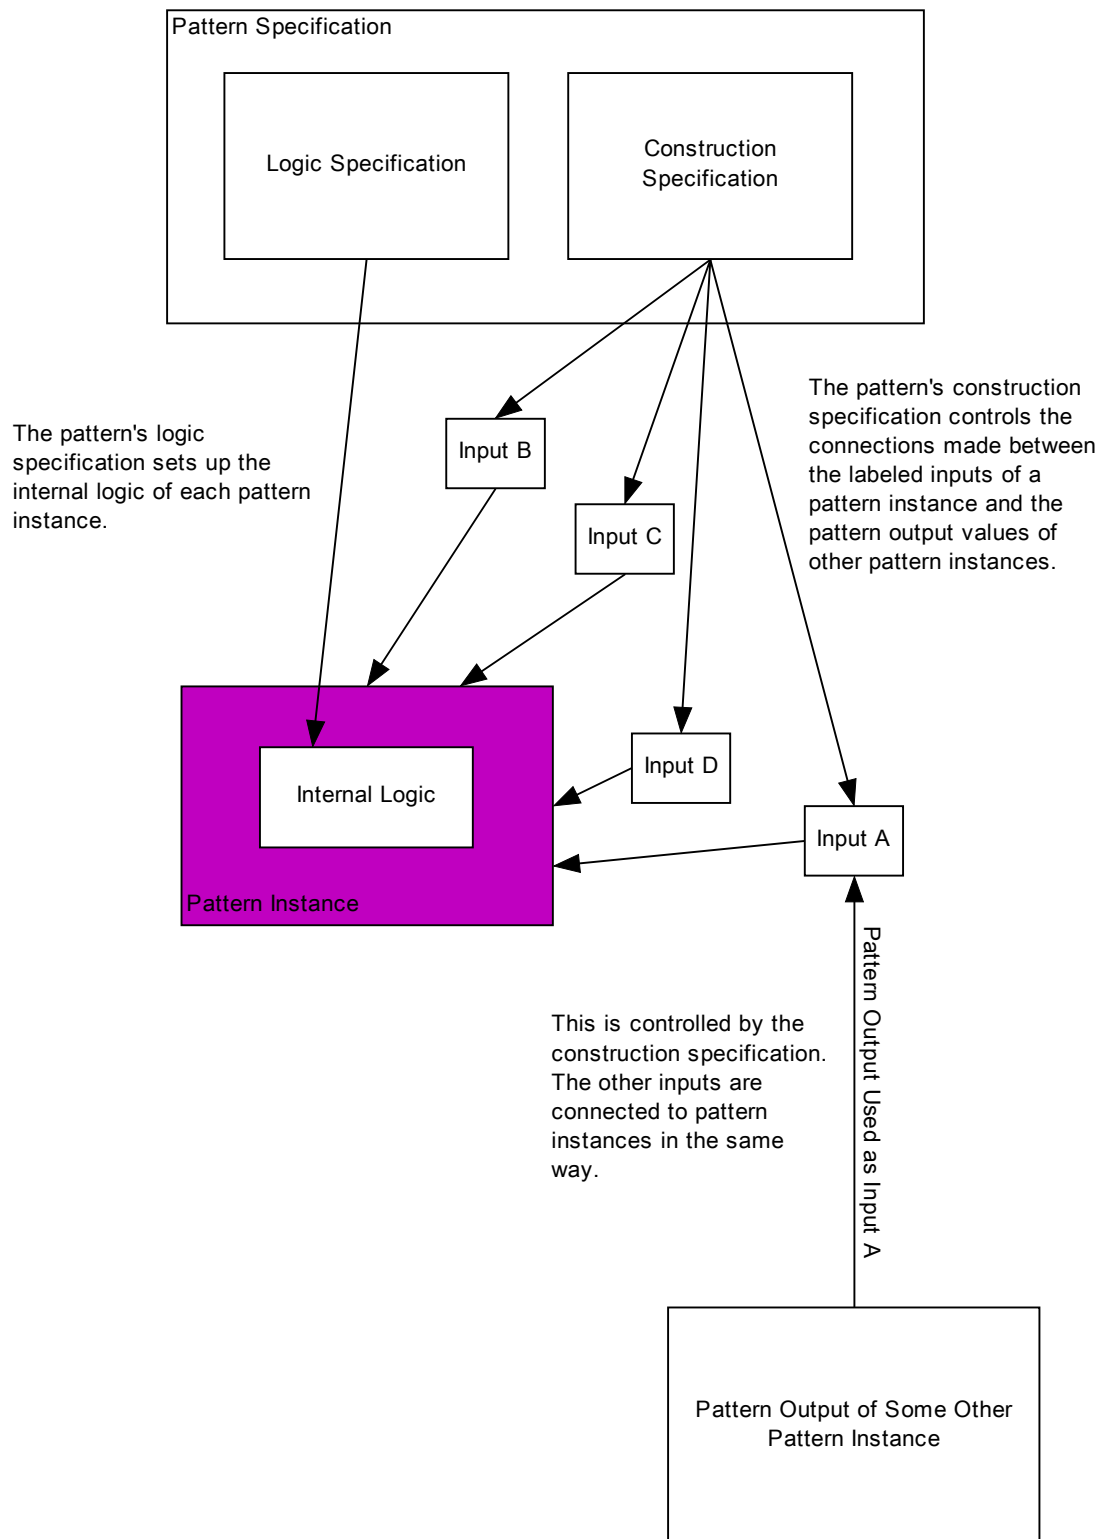 Pattern Specification
Logic Specification
Construction
Specification
The pattern's construction
specification controls the
connections made between
the labeled inputs of a
pattern instance and the
pattern output values of
other pattern instances.
The pattern's logic
specification sets up the
internal logic of each pattern
instance.
Input B
Input C
Input D
Internal Logic
Input A
Pattern Instance
Pattern Output Used as Input A
This is controlled by the
construction specification.
The other inputs are
connected to pattern
instances in the same
way.
Pattern Output of Some Other
Pattern Instance